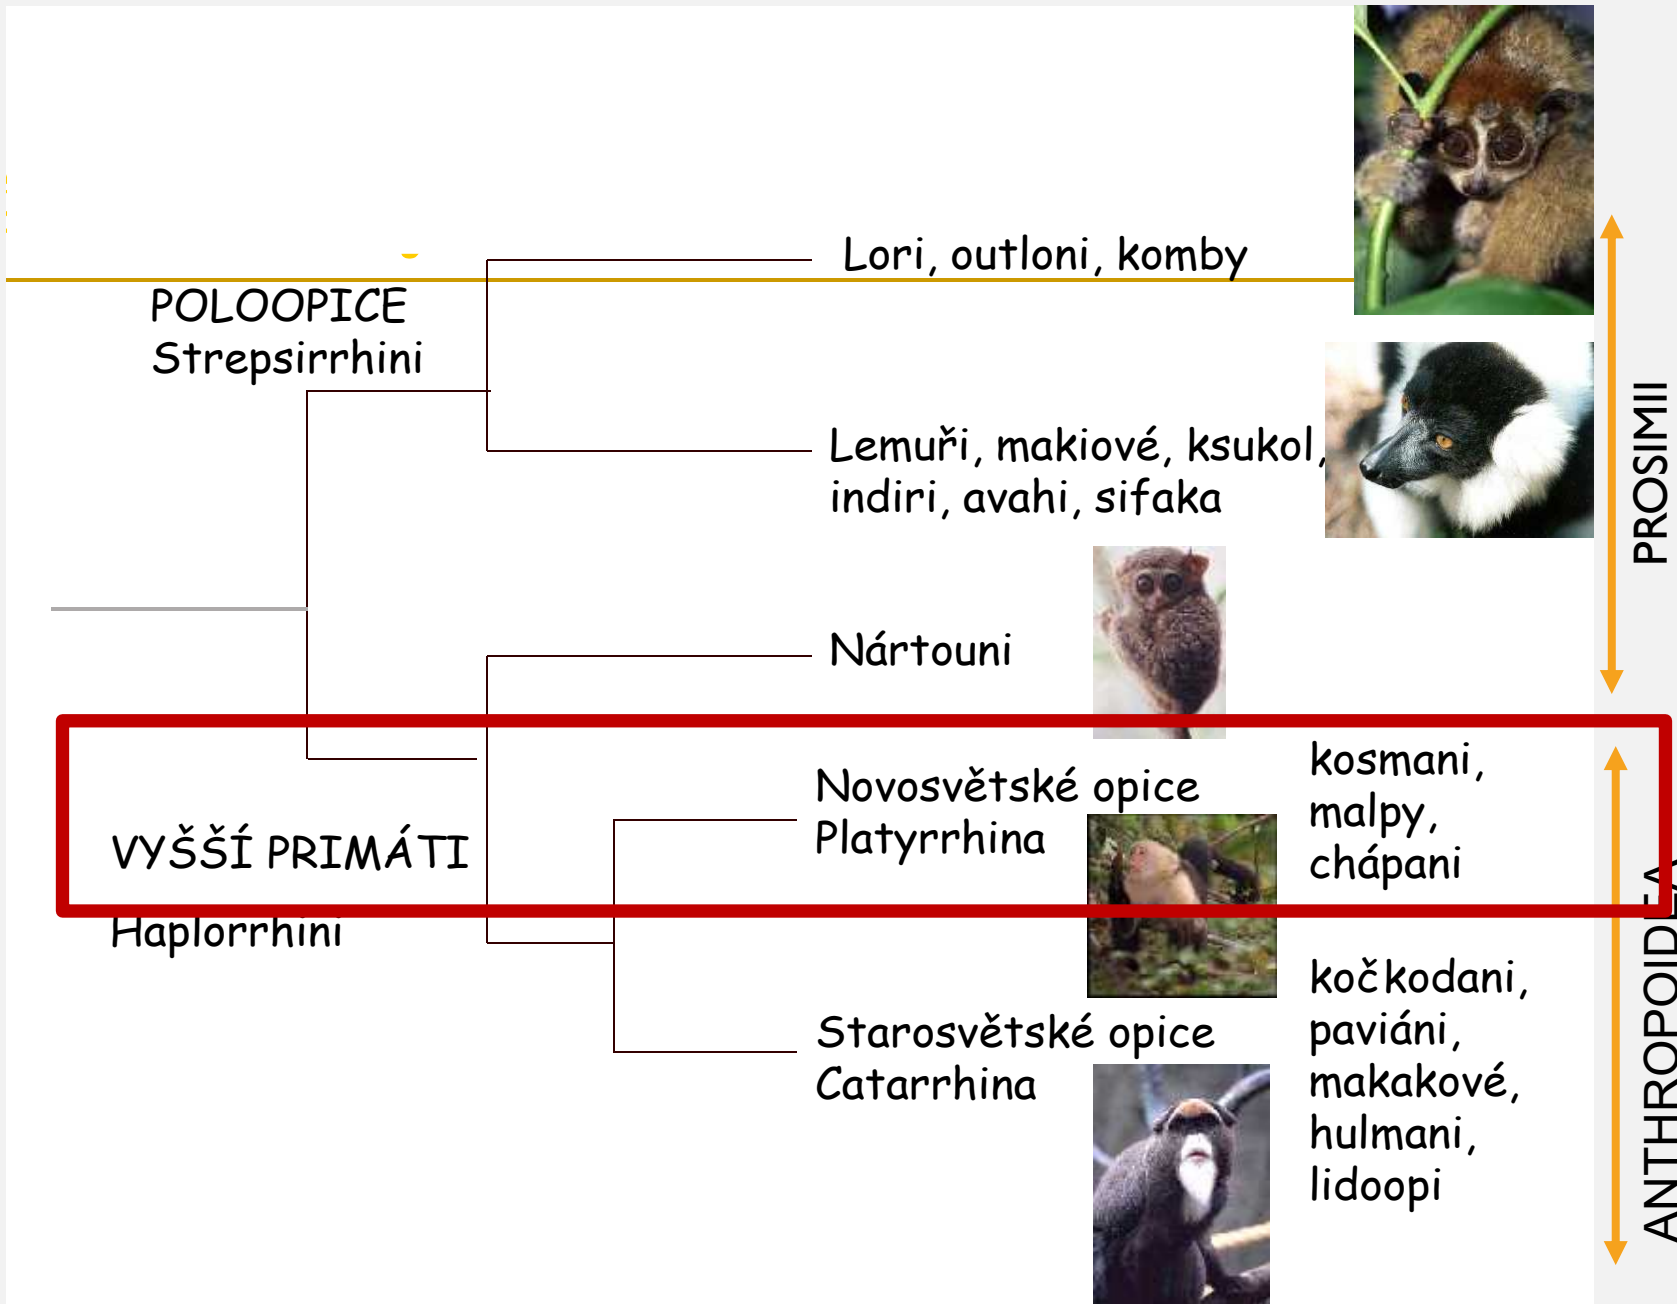 Lori, outloni, komby
POLOOPICE
Strepsirrhini
Lemuři, makiové, ksukol,
indiri, avahi, sifaka
PROSIMII
Nártouni
Novosvětské opice
Platyrrhina
kosmani,
malpy,
chápani
VYŠŠÍ PRIMÁTI
Haplorrhini
Starosvětské opice
Catarrhina
kočkodani,
paviáni,
makakové,
hulmani,
lidoopi
ANTHROPOIDEA